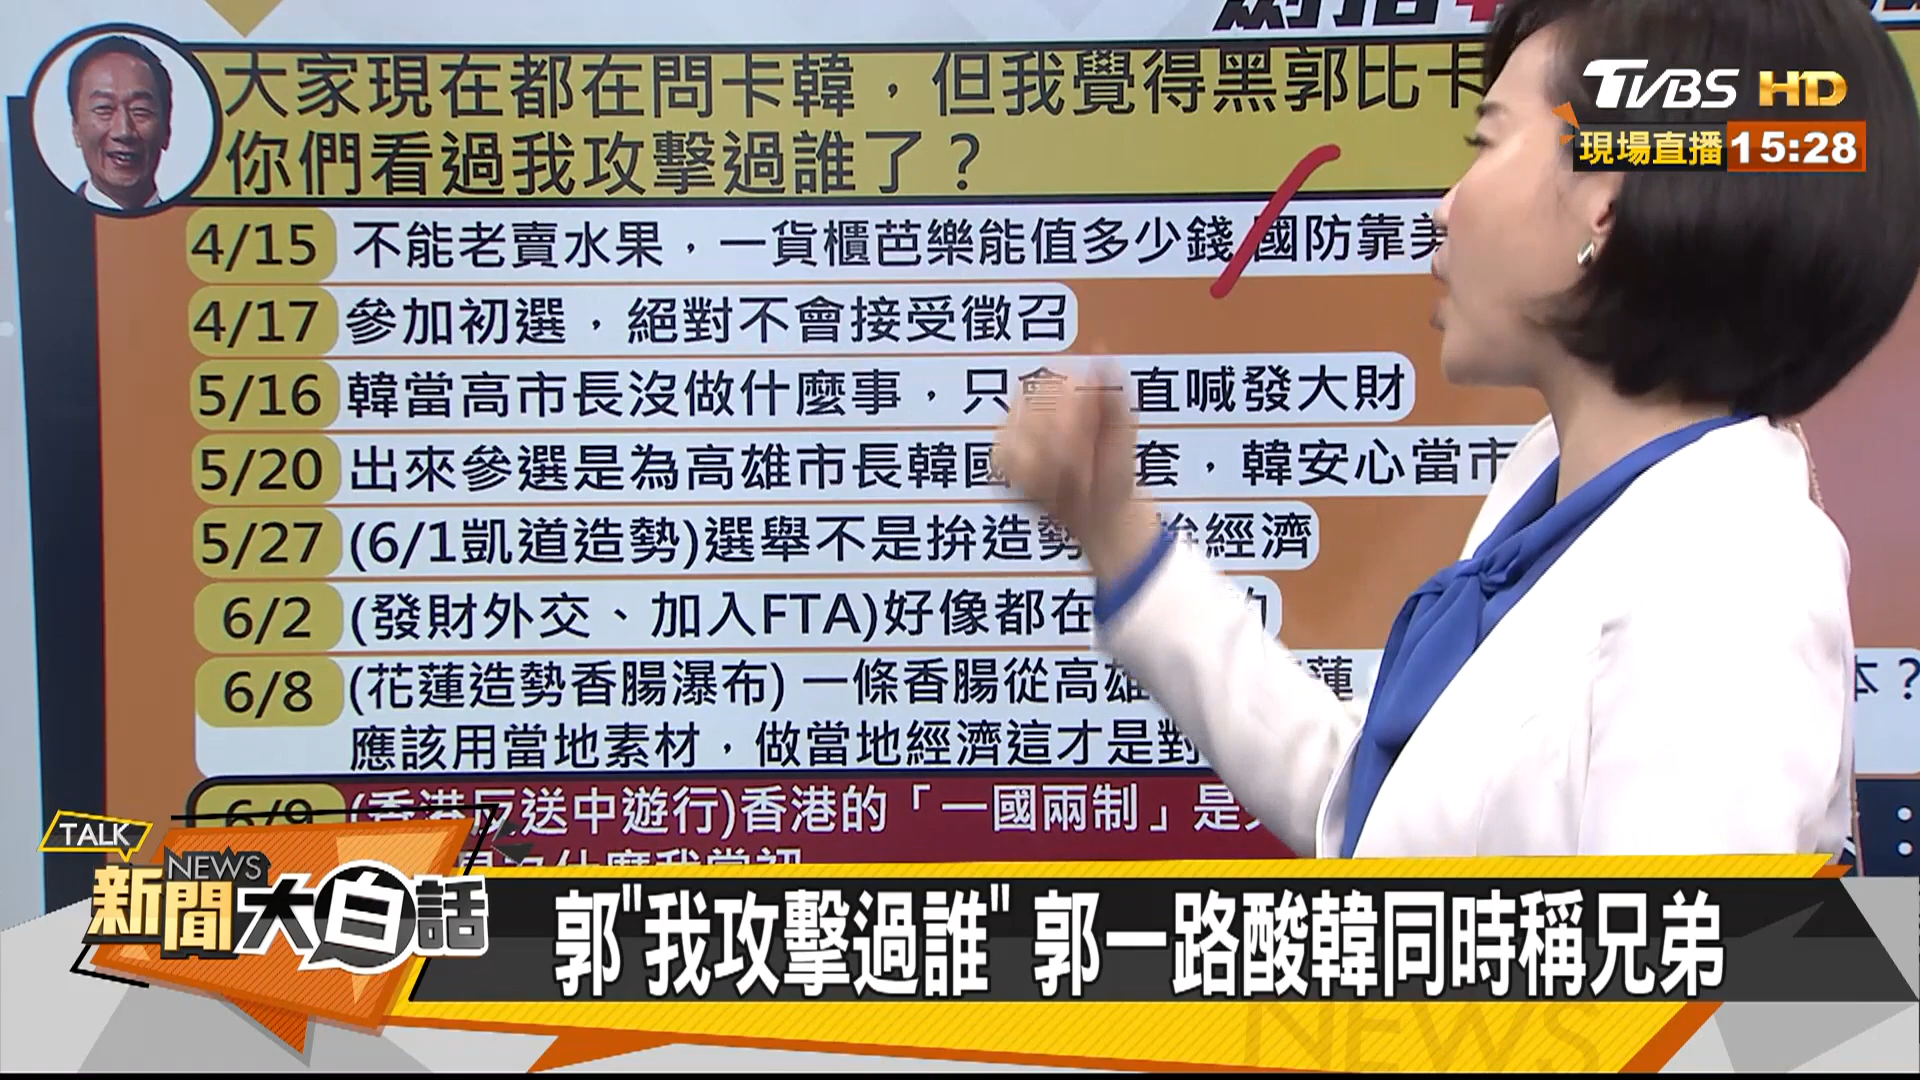 TVBS HD
現場直播 15:28
大家現在都在問卡韓，但我覺得黑郭比卡
你們看過我攻擊過誰了？
4/15 不能老賣水果，一貨櫃芭樂能值多少錢 國防靠美
4/17 參加初選，絕對不會接受徵召
5/16 韓當高市長沒做什麼事，只會一直喊發大財
5/20 出來參選是為高雄市長韓國 套，韓安心當市
5/27 (6/1凱道造勢)選舉不是拚造勢 拚經濟
6/2 (發財外交、加入FTA)好像都在 的
6/8 (花蓮造勢香腸瀑布) 一條香腸從高雄 蓮 本？
應該用當地素材，做當地經濟這才是對
6/9 (香港反送中遊行)香港的「一國兩制」是
TALK
NEWS
新聞大白話
郭"我攻擊過誰" 郭一路酸韓同時稱兄弟
NEWS